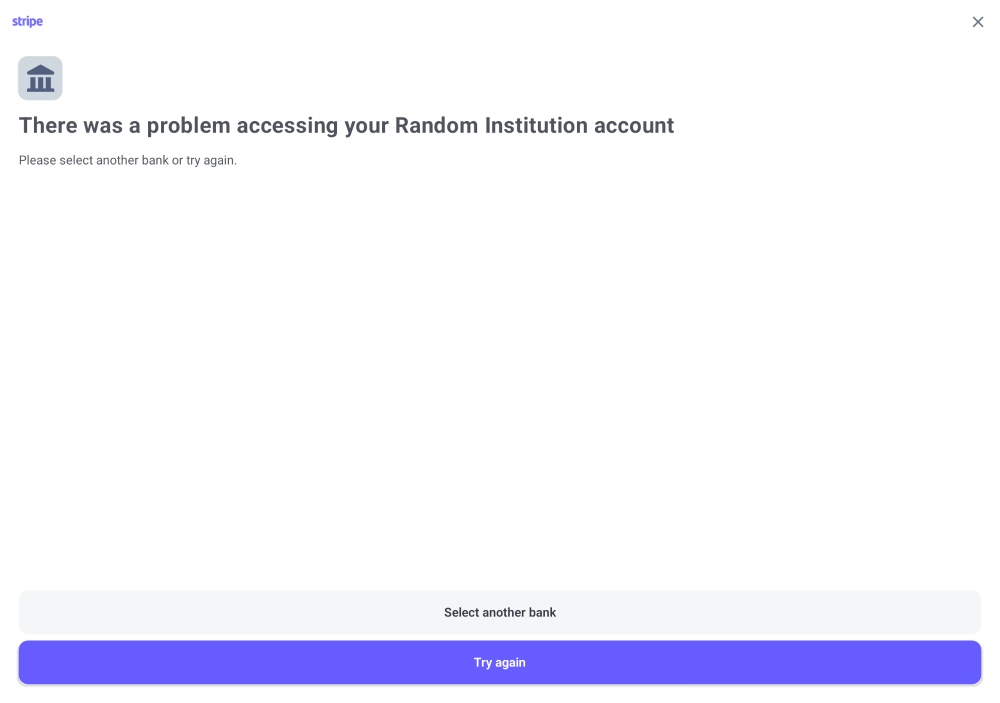 stripe
There was a problem accessing your Random Institution account
Please select another bank or try again.
Select another bank
Try again